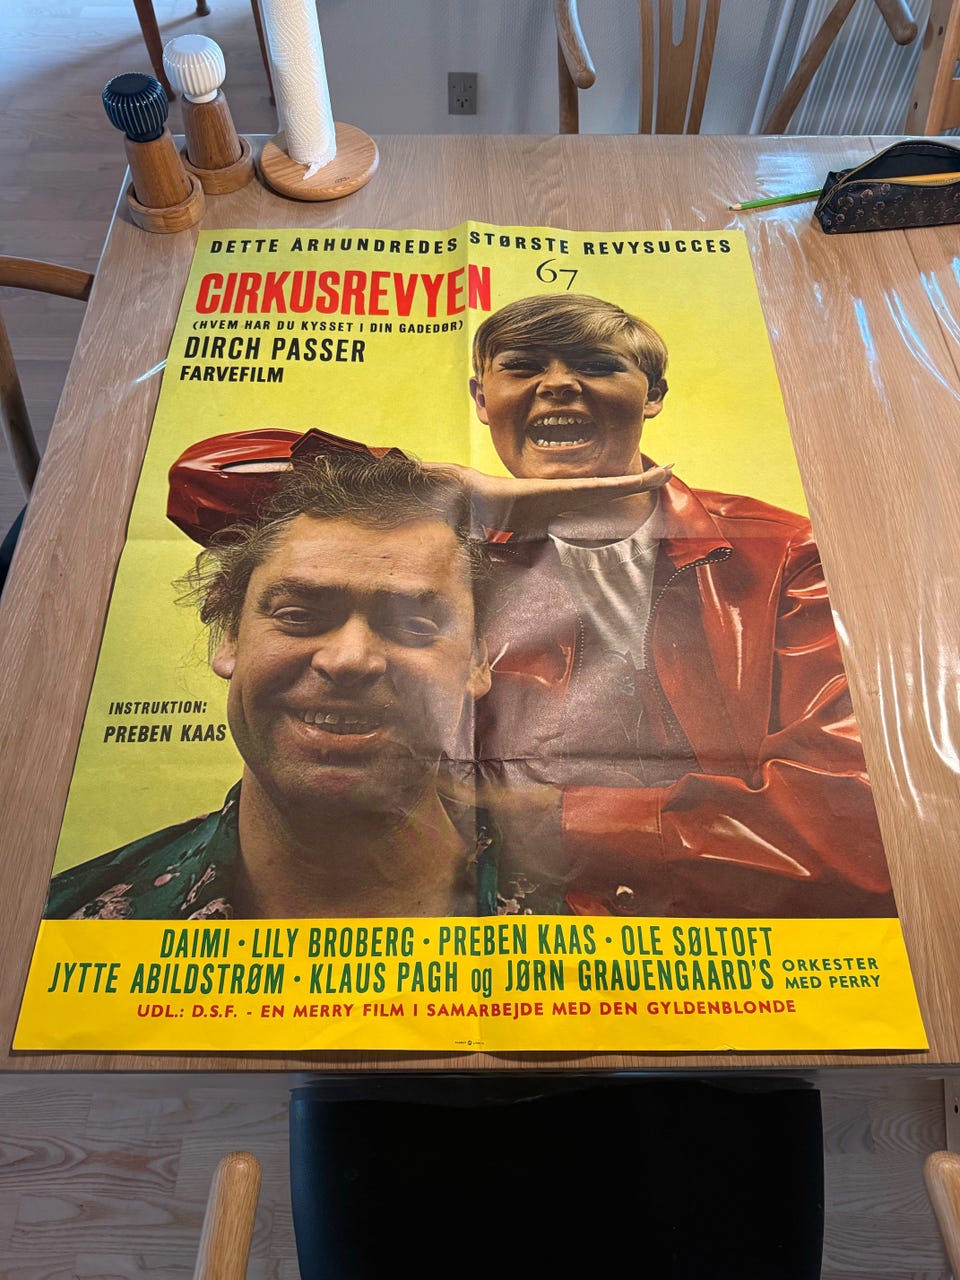 DETTE ÅRHUNDREDES STØRSTE REVYSUCCES
CIRKUSREVYEN 67
(HVEM HAR DU KYSSET I DIN GADEDØR)
DIRCH PASSER
FARVEFILM
INSTRUKTION:
PREBEN KAAS
DAIMI · LILY BROBERG · PREBEN KAAS · OLE SØLTOFT
JYTTE ABILDSTRØM · KLAUS PAGH og JØRN GRAUENGAARD'S ORKESTER MED PERRY
UDL.: D.S.F. - EN MERRY FILM I SAMARBEJDE MED DEN GYLDENBLONDE